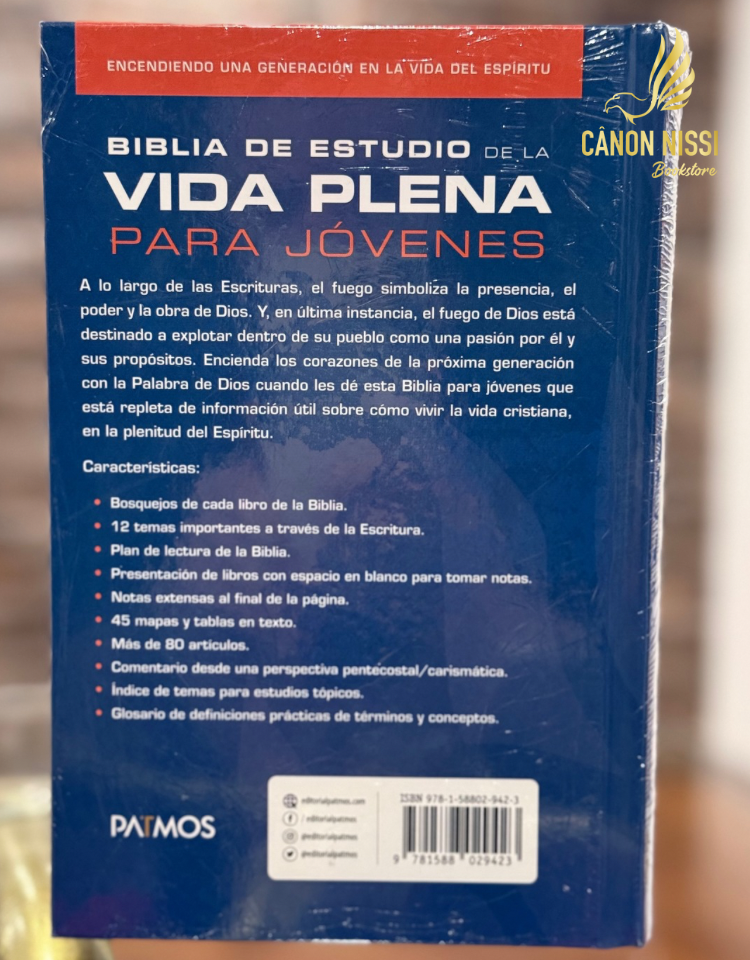 ENCENDIENDO UNA GENERACIÓN EN LA VIDA DEL ESPÍRITU
CÂNON NISSI
Bookstore
BIBLIA DE ESTUDIO DE LA
VIDA PLENA
PARA JÓVENES
A lo largo de las Escrituras, el fuego simboliza la presencia, el
poder y la obra de Dios. Y, en última instancia, el fuego de Dios está
destinado a explotar dentro de su pueblo como una pasión por él y
sus propósitos. Encienda los corazones de la próxima generación
con la Palabra de Dios cuando les dé esta Biblia para jóvenes que
está repleta de información útil sobre cómo vivir la vida cristiana,
en la plenitud del Espíritu.
Características:
• Bosquejos de cada libro de la Biblia.
• 12 temas importantes a través de la Escritura.
• Plan de lectura de la Biblia.
• Presentación de libros con espacio en blanco para tomar notas.
• Notas extensas al final de la página.
• 45 mapas y tablas en texto.
• Más de 80 artículos.
• Comentario desde una perspectiva pentecostal/carismática.
• Índice de temas para estudios tópicos.
• Glosario de definiciones prácticas de términos y conceptos.
PATMOS
editorialpatmos.com
/editorialpatmos
@editorialpatmos
@editorialpatmos
ISBN 978-1-58802-942-3
9 781588 029423